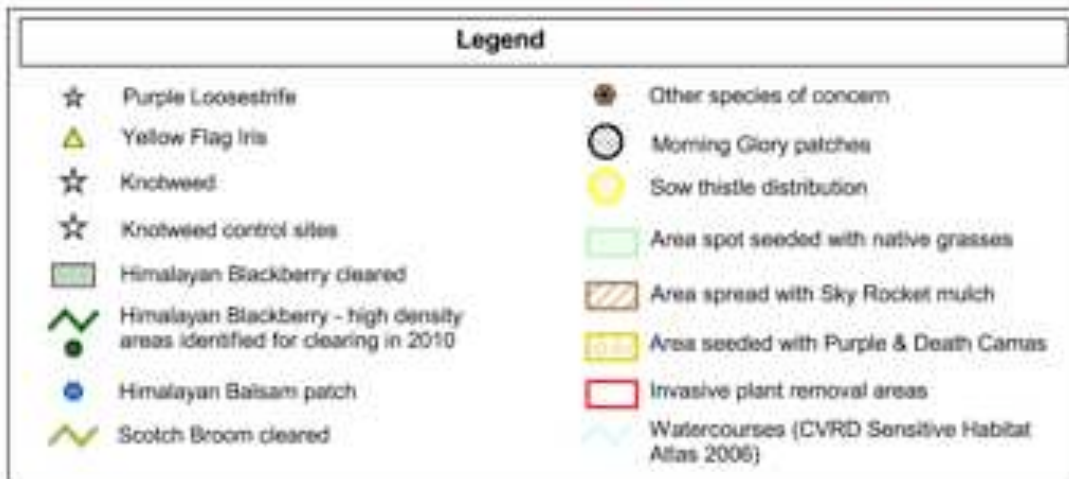 Legend
Purple Loosestrife
Yellow Flag Iris
Knotweed
Knotweed control sites
Himalayan Blackberry cleared
Himalayan Blackberry - high density
areas identified for clearing in 2010
Himalayan Balsam patch
Scotch Broom cleared
Other species of concern
Morning Glory patches
Sow thistle distribution
Area spot seeded with native grasses
Area spread with Sky Rocket mulch
Area seeded with Purple & Death Camas
Invasive plant removal areas
Watercourses (CVRD Sensitive Habitat
Atlas 2006)